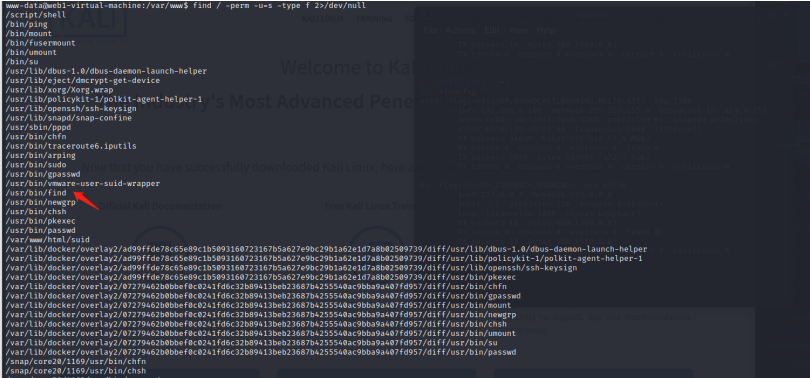 www-data@web1-virtual-machine:/var/www$ find / -perm -u=s -type f 2>/dev/null
/script/shell
/bin/ping
/bin/mount
/bin/fusermount
/bin/umount
/bin/su
/usr/lib/dbus-1.0/dbus-daemon-launch-helper
/usr/lib/eject/dmcrypt-get-device
/usr/lib/xorg/Xorg.wrap
/usr/lib/policykit-1/polkit-agent-helper-1
/usr/lib/openssh/ssh-keysign
/usr/lib/snapd/snap-confine
/usr/sbin/pppd
/usr/bin/chfn
/usr/bin/traceroute6.iputils
/usr/bin/arping
/usr/bin/sudo
/usr/bin/gpasswd
/usr/bin/vmware-user-suid-wrapper
/usr/bin/find
/usr/bin/newgrp
/usr/bin/chsh
/usr/bin/pkexec
/usr/bin/passwd
/var/www/html/suid
/var/lib/docker/overlay2/ad99ffde78c65e89c1b5093160723167b5a627e9bc29b1a62e1d7a8b02509739/diff/usr/lib/dbus-1.0/dbus-daemon-launch-helper
/var/lib/docker/overlay2/ad99ffde78c65e89c1b5093160723167b5a627e9bc29b1a62e1d7a8b02509739/diff/usr/lib/policykit-1/polkit-agent-helper-1
/var/lib/docker/overlay2/ad99ffde78c65e89c1b5093160723167b5a627e9bc29b1a62e1d7a8b02509739/diff/usr/lib/openssh/ssh-keysign
/var/lib/docker/overlay2/ad99ffde78c65e89c1b5093160723167b5a627e9bc29b1a62e1d7a8b02509739/diff/usr/bin/pkexec
/var/lib/docker/overlay2/07279462b0bbef0c0241fd6c32b89413beb23687b4255540ac9bba9a407fd957/diff/usr/bin/chfn
/var/lib/docker/overlay2/07279462b0bbef0c0241fd6c32b89413beb23687b4255540ac9bba9a407fd957/diff/usr/bin/gpasswd
/var/lib/docker/overlay2/07279462b0bbef0c0241fd6c32b89413beb23687b4255540ac9bba9a407fd957/diff/usr/bin/mount
/var/lib/docker/overlay2/07279462b0bbef0c0241fd6c32b89413beb23687b4255540ac9bba9a407fd957/diff/usr/bin/newgrp
/var/lib/docker/overlay2/07279462b0bbef0c0241fd6c32b89413beb23687b4255540ac9bba9a407fd957/diff/usr/bin/chsh
/var/lib/docker/overlay2/07279462b0bbef0c0241fd6c32b89413beb23687b4255540ac9bba9a407fd957/diff/usr/bin/umount
/var/lib/docker/overlay2/07279462b0bbef0c0241fd6c32b89413beb23687b4255540ac9bba9a407fd957/diff/usr/bin/su
/var/lib/docker/overlay2/07279462b0bbef0c0241fd6c32b89413beb23687b4255540ac9bba9a407fd957/diff/usr/bin/passwd
/snap/core20/1169/usr/bin/chfn
/snap/core20/1169/usr/bin/chsh